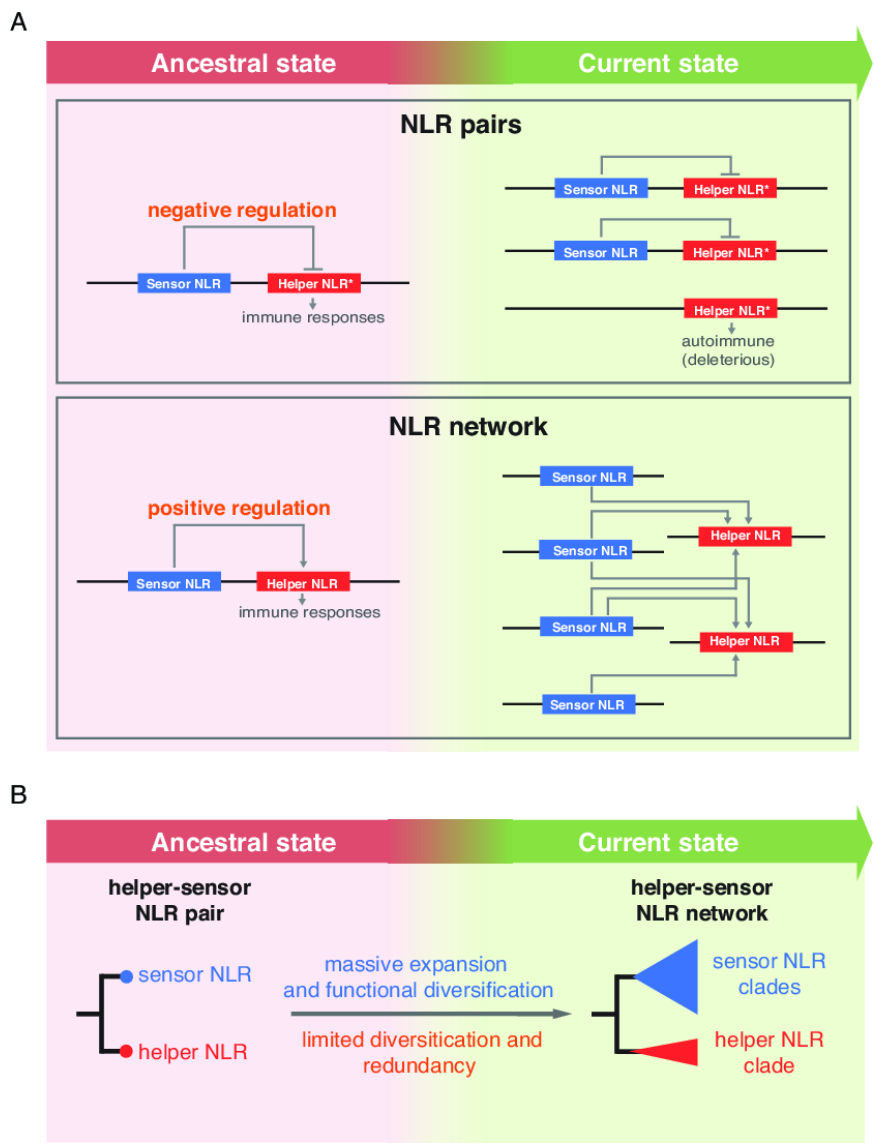 A
Ancestral state
Current state
NLR pairs
negative regulation
Sensor NLR
Helper NLR*
immune responses
Sensor NLR
Helper NLR*
Sensor NLR
Helper NLR*
Helper NLR*
autoimmune
(deleterious)
NLR network
positive regulation
Sensor NLR
Helper NLR
immune responses
Sensor NLR
Helper NLR
Sensor NLR
Sensor NLR
Helper NLR
Sensor NLR
B
Ancestral state
Current state
helper-sensor
NLR pair
sensor NLR
helper NLR
massive expansion
and functional diversification
limited diversitication and
redundancy
helper-sensor
NLR network
sensor NLR
clades
helper NLR
clade